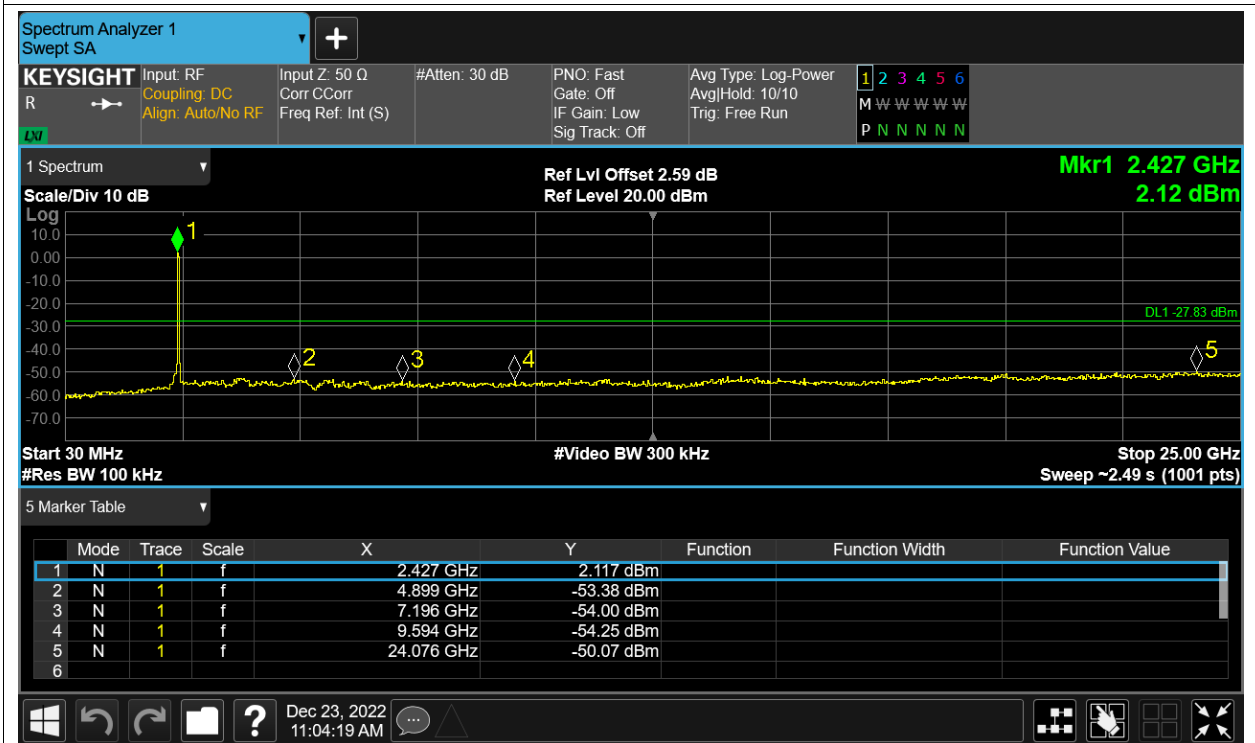 Spectrum Analyzer 1
Swept SA
KEYSIGHT
R
LXI
Input: RF
Coupling: DC
Align: Auto/No RF
Input Z: 50 Ω
Corr CCorr
Freq Ref: Int (S)
#Atten: 30 dB
PNO: Fast
Gate: Off
IF Gain: Low
Sig Track: Off
Avg Type: Log-Power
Avg|Hold: 10/10
Trig: Free Run
1 2 3 4 5 6
M W W W W W
P N N N N N
1 Spectrum
Scale/Div 10 dB
Ref Lvl Offset 2.59 dB
Ref Level 20.00 dBm
Mkr1 2.427 GHz
2.12 dBm
Log
10.0
0.00
-10.0
-20.0
-30.0
-40.0
-50.0
-60.0
-70.0
1
2
3
4
5
DL1 -27.83 dBm
Start 30 MHz
#Res BW 100 kHz
#Video BW 300 kHz
Stop 25.00 GHz
Sweep ~2.49 s (1001 pts)
5 Marker Table
Mode Trace Scale X Y Function Function Width Function Value
1 N 1 f 2.427 GHz 2.117 dBm
2 N 1 f 4.899 GHz -53.38 dBm
3 N 1 f 7.196 GHz -54.00 dBm
4 N 1 f 9.594 GHz -54.25 dBm
5 N 1 f 24.076 GHz -50.07 dBm
6
?
Dec 23, 2022
11:04:19 AM